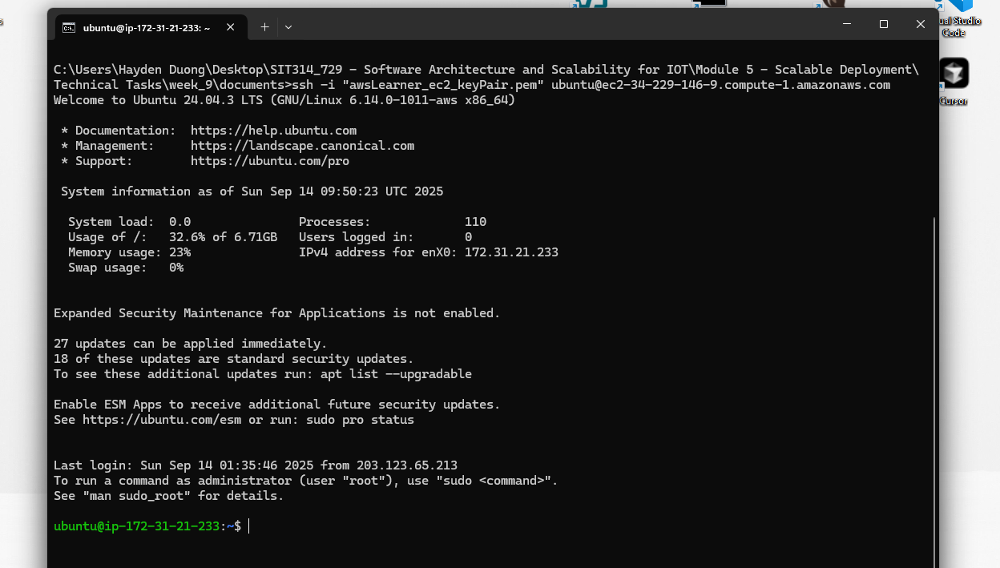 ubuntu@ip-172-31-21-233: ~
ual Studio
Code
Cursor
C:\Users\Hayden Duong\Desktop\SIT314_729 - Software Architecture and Scalability for IOT\Module 5 - Scalable Deployment\
Technical Tasks\week_9\documents>ssh -i "awsLearner_ec2_keyPair.pem" ubuntu@ec2-34-229-146-9.compute-1.amazonaws.com
Welcome to Ubuntu 24.04.3 LTS (GNU/Linux 6.14.0-1011-aws x86_64)
* Documentation: https://help.ubuntu.com
* Management: https://landscape.canonical.com
* Support: https://ubuntu.com/pro
System information as of Sun Sep 14 09:50:23 UTC 2025
System load: 0.0 Processes: 110
Usage of /: 32.6% of 6.71GB Users logged in: 0
Memory usage: 23% IPv4 address for enX0: 172.31.21.233
Swap usage: 0%
Expanded Security Maintenance for Applications is not enabled.
27 updates can be applied immediately.
18 of these updates are standard security updates.
To see these additional updates run: apt list --upgradable
Enable ESM Apps to receive additional future security updates.
See https://ubuntu.com/esm or run: sudo pro status
Last login: Sun Sep 14 01:35:46 2025 from 203.123.65.213
To run a command as administrator (user "root"), use "sudo <command>".
See "man sudo_root" for details.
ubuntu@ip-172-31-21-233:~$